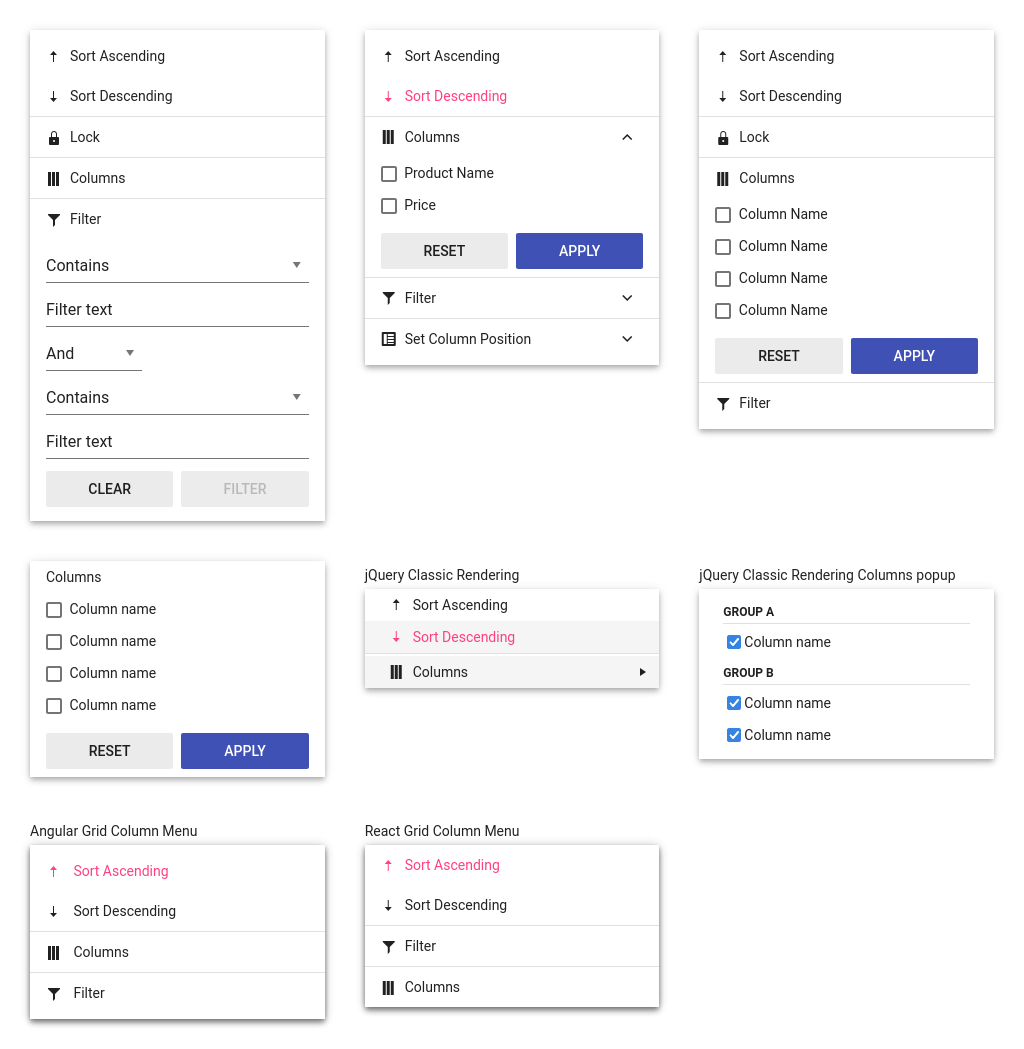 Sort Ascending
Sort Descending
Lock
Columns
Filter
Contains
Filter text
And
Contains
Filter text
CLEAR FILTER
Sort Ascending
Sort Descending
Columns
Product Name
Price
RESET APPLY
Filter
Set Column Position
Sort Ascending
Sort Descending
Lock
Columns
Column Name
Column Name
Column Name
Column Name
RESET APPLY
Filter
Columns
Column name
Column name
Column name
Column name
RESET APPLY
jQuery Classic Rendering
Sort Ascending
Sort Descending
Columns
jQuery Classic Rendering Columns popup
GROUP A
Column name
GROUP B
Column name
Column name
Angular Grid Column Menu
Sort Ascending
Sort Descending
Columns
Filter
React Grid Column Menu
Sort Ascending
Sort Descending
Filter
Columns